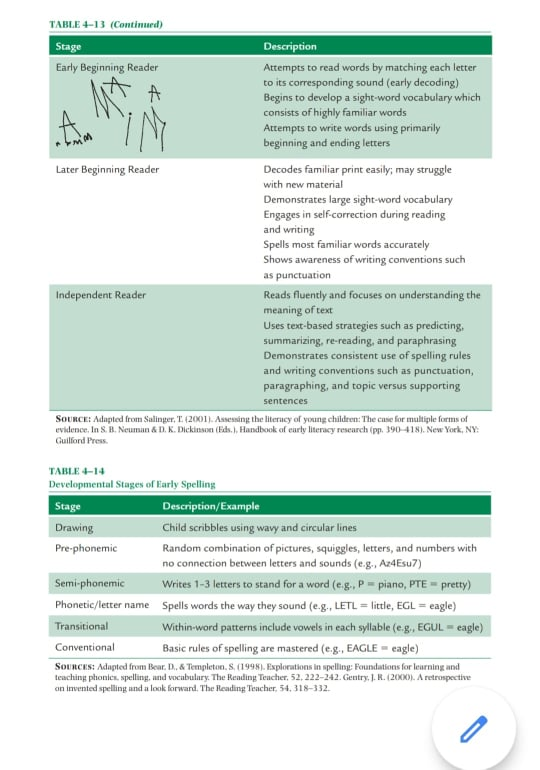 TABLE 4–13 (Continued)
Stage Description
Early Beginning Reader Attempts to read words by matching each letter
to its corresponding sound (early decoding)
Begins to develop a sight-word vocabulary which
consists of highly familiar words
Attempts to write words using primarily
beginning and ending letters
Later Beginning Reader Decodes familiar print easily; may struggle
with new material
Demonstrates large sight-word vocabulary
Engages in self-correction during reading
and writing
Spells most familiar words accurately
Shows awareness of writing conventions such
as punctuation
Independent Reader Reads fluently and focuses on understanding the
meaning of text
Uses text-based strategies such as predicting,
summarizing, re-reading, and paraphrasing
Demonstrates consistent use of spelling rules
and writing conventions such as punctuation,
paragraphing, and topic versus supporting
sentences
SOURCE: Adapted from Salinger, T. (2001). Assessing the literacy of young children: The case for multiple forms of
evidence. In S. B. Neuman & D. K. Dickinson (Eds.), Handbook of early literacy research (pp. 390–418). New York, NY:
Guilford Press.
TABLE 4–14
Developmental Stages of Early Spelling
Stage Description/Example
Drawing Child scribbles using wavy and circular lines
Pre-phonemic Random combination of pictures, squiggles, letters, and numbers with
no connection between letters and sounds (e.g., Az4Esu7)
Semi-phonemic Writes 1–3 letters to stand for a word (e.g., P = piano, PTE = pretty)
Phonetic/letter name Spells words the way they sound (e.g., LETL = little, EGL = eagle)
Transitional Within-word patterns include vowels in each syllable (e.g., EGUL = eagle)
Conventional Basic rules of spelling are mastered (e.g., EAGLE = eagle)
SOURCES: Adapted from Bear, D., & Templeton, S. (1998). Explorations in spelling: Foundations for learning and
teaching phonics, spelling, and vocabulary. The Reading Teacher, 52, 222–242. Gentry, J. R. (2000). A retrospective
on invented spelling and a look forward. The Reading Teacher, 54, 318–332.